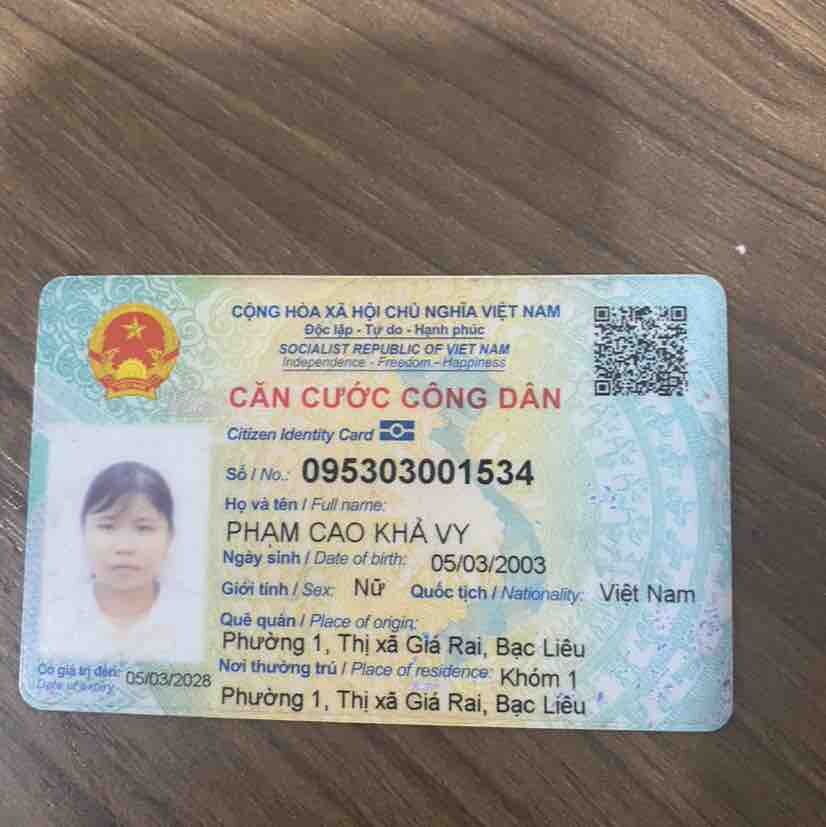 CỘNG HÒA XÃ HỘI CHỦ NGHĨA VIỆT NAM
Độc lập - Tự do - Hạnh phúc
SOCIALIST REPUBLIC OF VIET NAM
Independence - Freedom - Happiness
CĂN CƯỚC CÔNG DÂN
Citizen Identity Card
Số / No.: 095303001534
Họ và tên / Full name:
PHẠM CAO KHẢ VY
Ngày sinh / Date of birth: 05/03/2003
Giới tính / Sex: Nữ Quốc tịch / Nationality: Việt Nam
Quê quán / Place of origin:
Phường 1, Thị xã Giá Rai, Bạc Liêu
Nơi thường trú / Place of residence: Khóm 1
Phường 1, Thị xã Giá Rai, Bạc Liêu
Có giá trị đến: 05/03/2028
Date of expiry